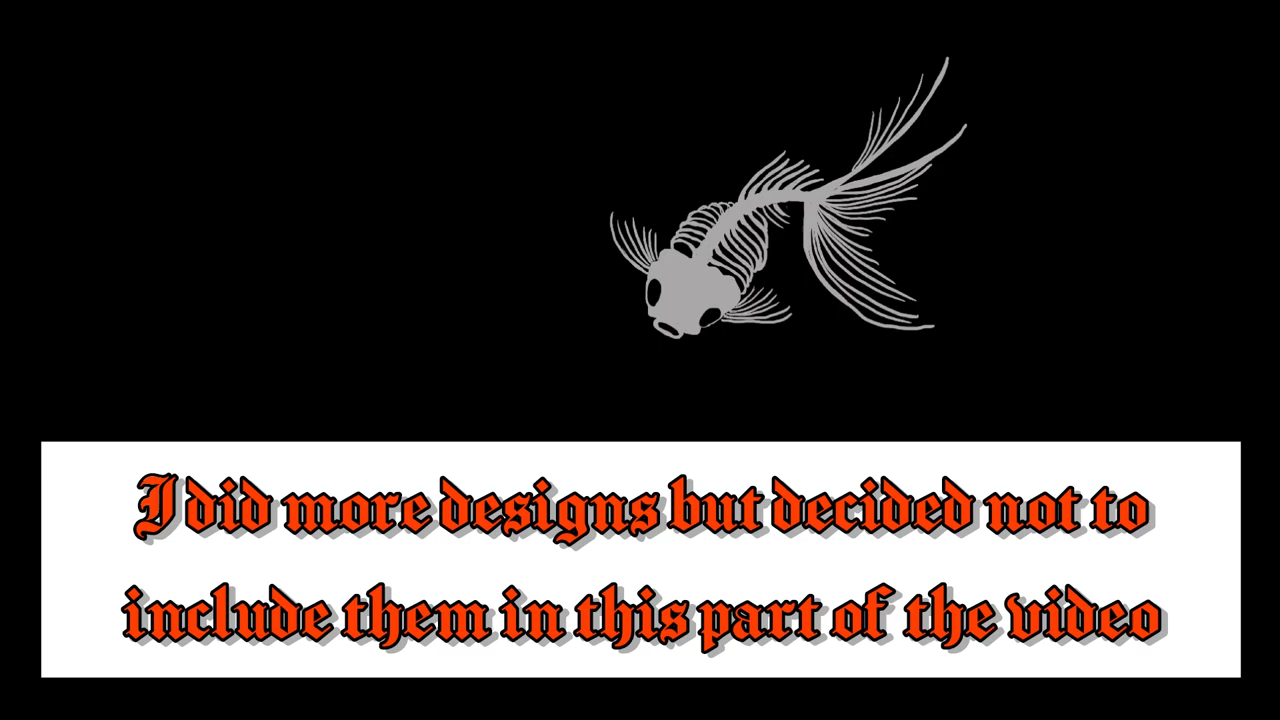 I did more designs but decided not to
include them in this part of the video